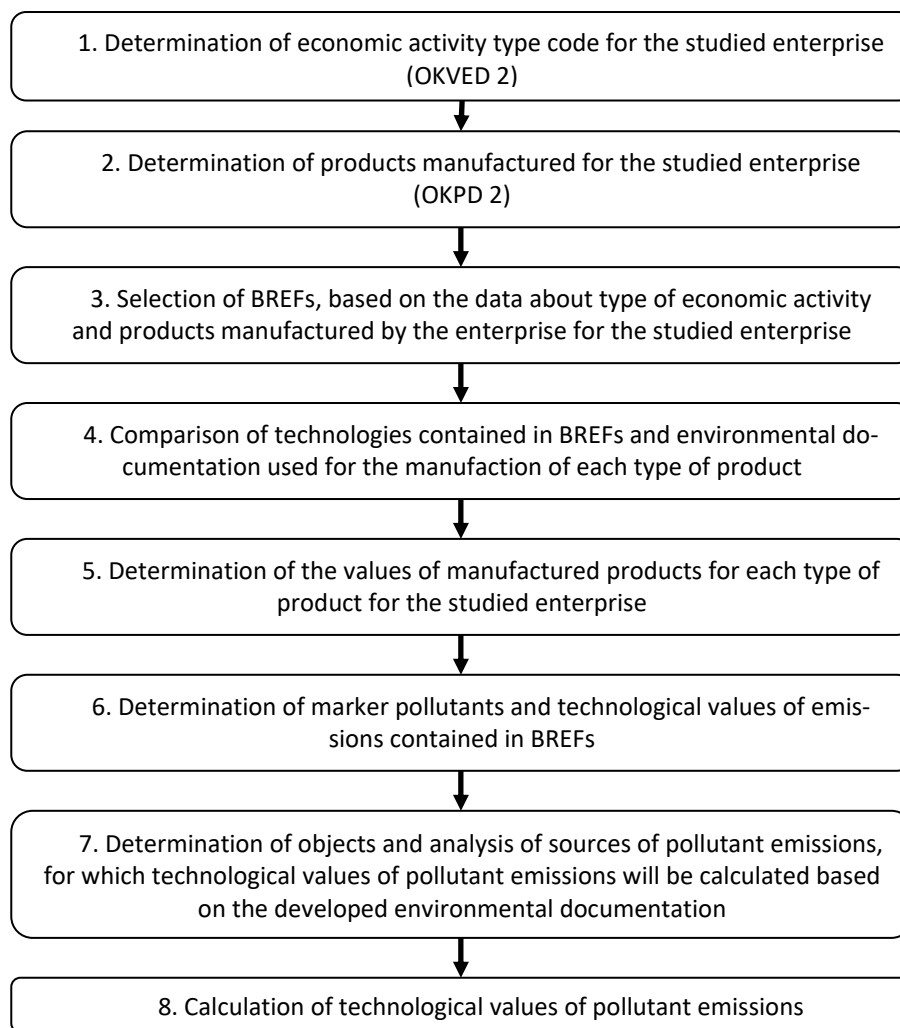 1. Determination of economic activity type code for the studied enterprise
(OKVED 2)
2. Determination of products manufactured for the studied enterprise
(OKPD 2)
3. Selection of BREFs, based on the data about type of economic activity
and products manufactured by the enterprise for the studied enterprise
4. Comparison of technologies contained in BREFs and environmental do-
cumentation used for the manufaction of each type of product
5. Determination of the values of manufactured products for each type of
product for the studied enterprise
6. Determination of marker pollutants and technological values of emis-
sions contained in BREFs
7. Determination of objects and analysis of sources of pollutant emissions,
for which technological values of pollutant emissions will be calculated based
on the developed environmental documentation
8. Calculation of technological values of pollutant emissions